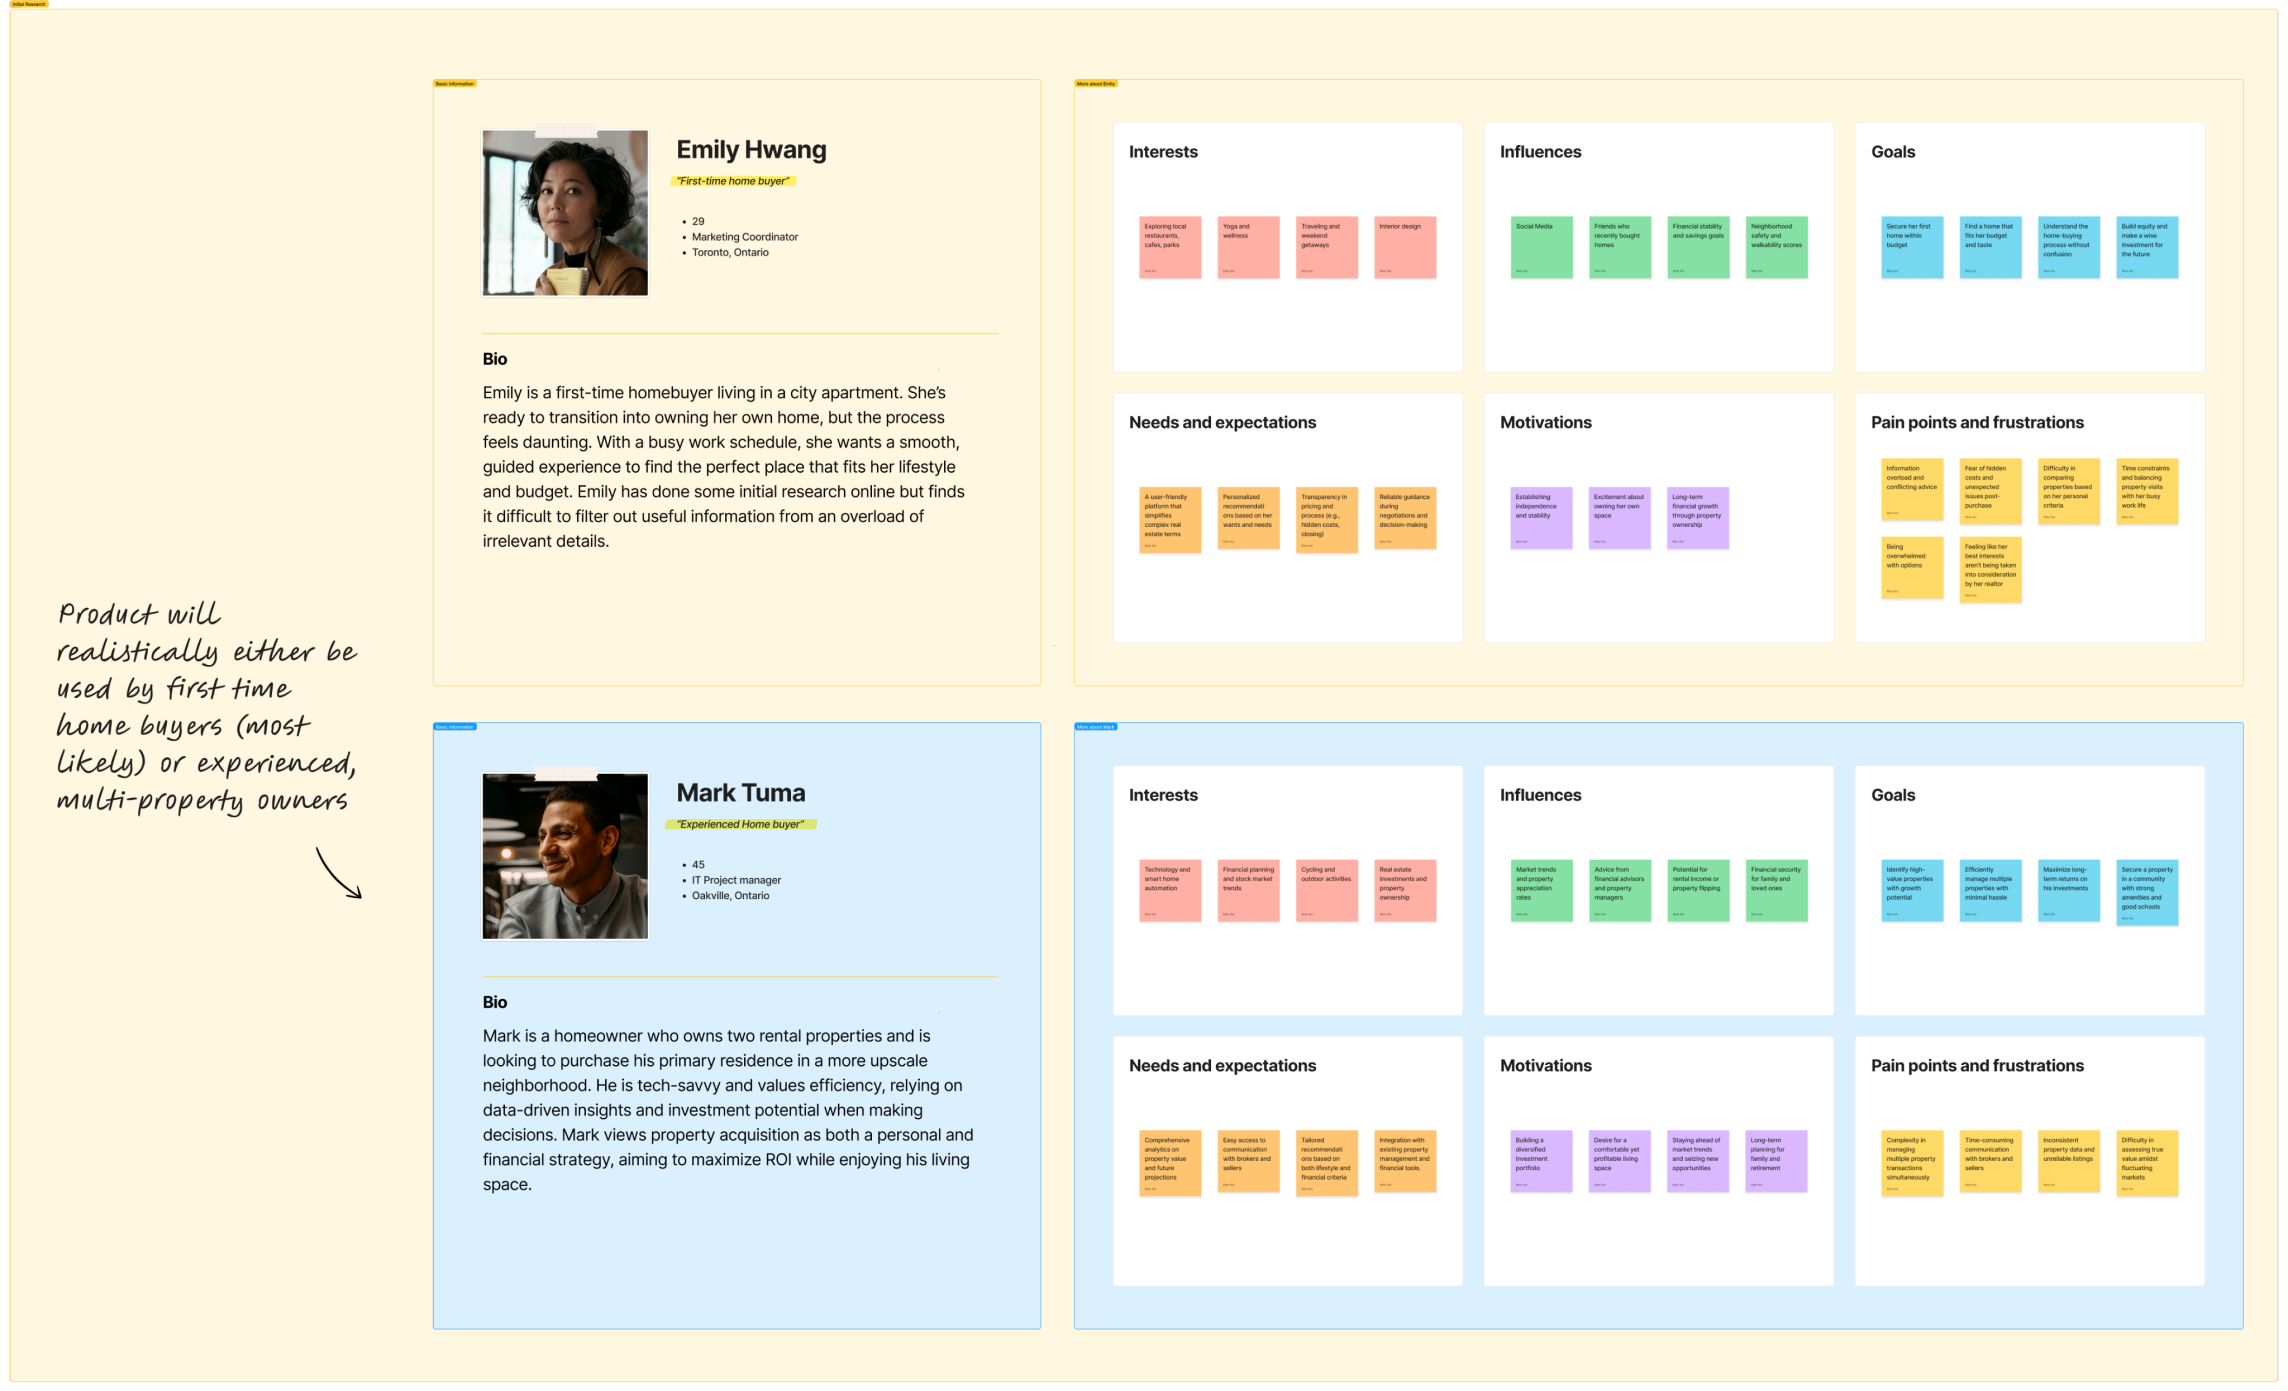 Initial Research
Basic Information
Emily Hwang
“First-time home buyer”
• 29
• Marketing Coordinator
• Toronto, Ontario
Bio
Emily is a first-time homebuyer living in a city apartment. She’s
ready to transition into owning her own home, but the process
feels daunting. With a busy work schedule, she wants a smooth,
guided experience to find the perfect place that fits her lifestyle
and budget. Emily has done some initial research online but finds
it difficult to filter out useful information from an overload of
irrelevant details.
More about Emily
Interests
Exploring local
restaurants,
cafes, parks
Yoga and
wellness
Traveling and
weekend
getaways
Interior design
Influences
Social Media
Friends who
recently bought
homes
Financial stability
and savings goals
Neighborhood
safety and
walkability scores
Goals
Secure her first
home within
budget
Find a home that
fits her budget
and taste
Understand the
home-buying
process without
confusion
Build equity and
make a wise
investment for
the future
Needs and expectations
A user-friendly
platform that
simplifies
complex real
estate terms
Personalized
recommendati
ons based on her
wants and needs
Transparency in
pricing and
process (e.g.,
hidden costs,
closing)
Reliable guidance
during
negotiations and
decision-making
Motivations
Establishing
independence
and stability
Excitement about
owning her own
space
Long-term
financial growth
through property
ownership
Pain points and frustrations
Information
overload and
conflicting advice
Fear of hidden
costs and
unexpected
issues post-
purchase
Difficulty in
comparing
properties based
on her personal
criteria
Time constraints
and balancing
property visits
with her busy
work life
Being
overwhelmed
with options
Feeling like her
best interests
aren't being taken
into consideration
by her realtor
Product will
realistically either be
used by first time
home buyers (most
likely) or experienced,
multi-property owners
Basic Information
Mark Tuma
“Experienced Home buyer”
• 45
• IT Project manager
• Oakville, Ontario
Bio
Mark is a homeowner who owns two rental properties and is
looking to purchase his primary residence in a more upscale
neighborhood. He is tech-savvy and values efficiency, relying on
data-driven insights and investment potential when making
decisions. Mark views property acquisition as both a personal and
financial strategy, aiming to maximize ROI while enjoying his living
space.
More about Mark
Interests
Technology and
smart home
automation
Financial planning
and stock market
trends
Cycling and
outdoor activities
Real estate
investments and
property
ownership
Influences
Market trends
and property
appreciation
rates
Advice from
financial advisors
and property
managers
Potential for
rental income or
property flipping
Financial security
for family and
loved ones
Goals
Identify high-
value properties
with growth
potential
Efficiently
manage multiple
properties with
minimal hassle
Maximize long-
term returns on
his investments
Secure a property
in a community
with strong
amenities and
good schools
Needs and expectations
Comprehensive
analytics on
property value
and future
projections
Easy access to
communication
with brokers and
sellers
Tailored
recommendati
ons based on
both lifestyle and
financial criteria
Integration with
existing property
management and
financial tools.
Motivations
Building a
diversified
investment
portfolio
Desire for a
comfortable yet
profitable living
space
Staying ahead of
market trends
and seizing new
opportunities
Long-term
planning for
family and
retirement
Pain points and frustrations
Complexity in
managing
multiple property
transactions
simultaneously
Time-consuming
communication
with brokers and
sellers
Inconsistent
property data and
unreliable listings
Difficulty in
assessing true
value amidst
fluctuating
markets